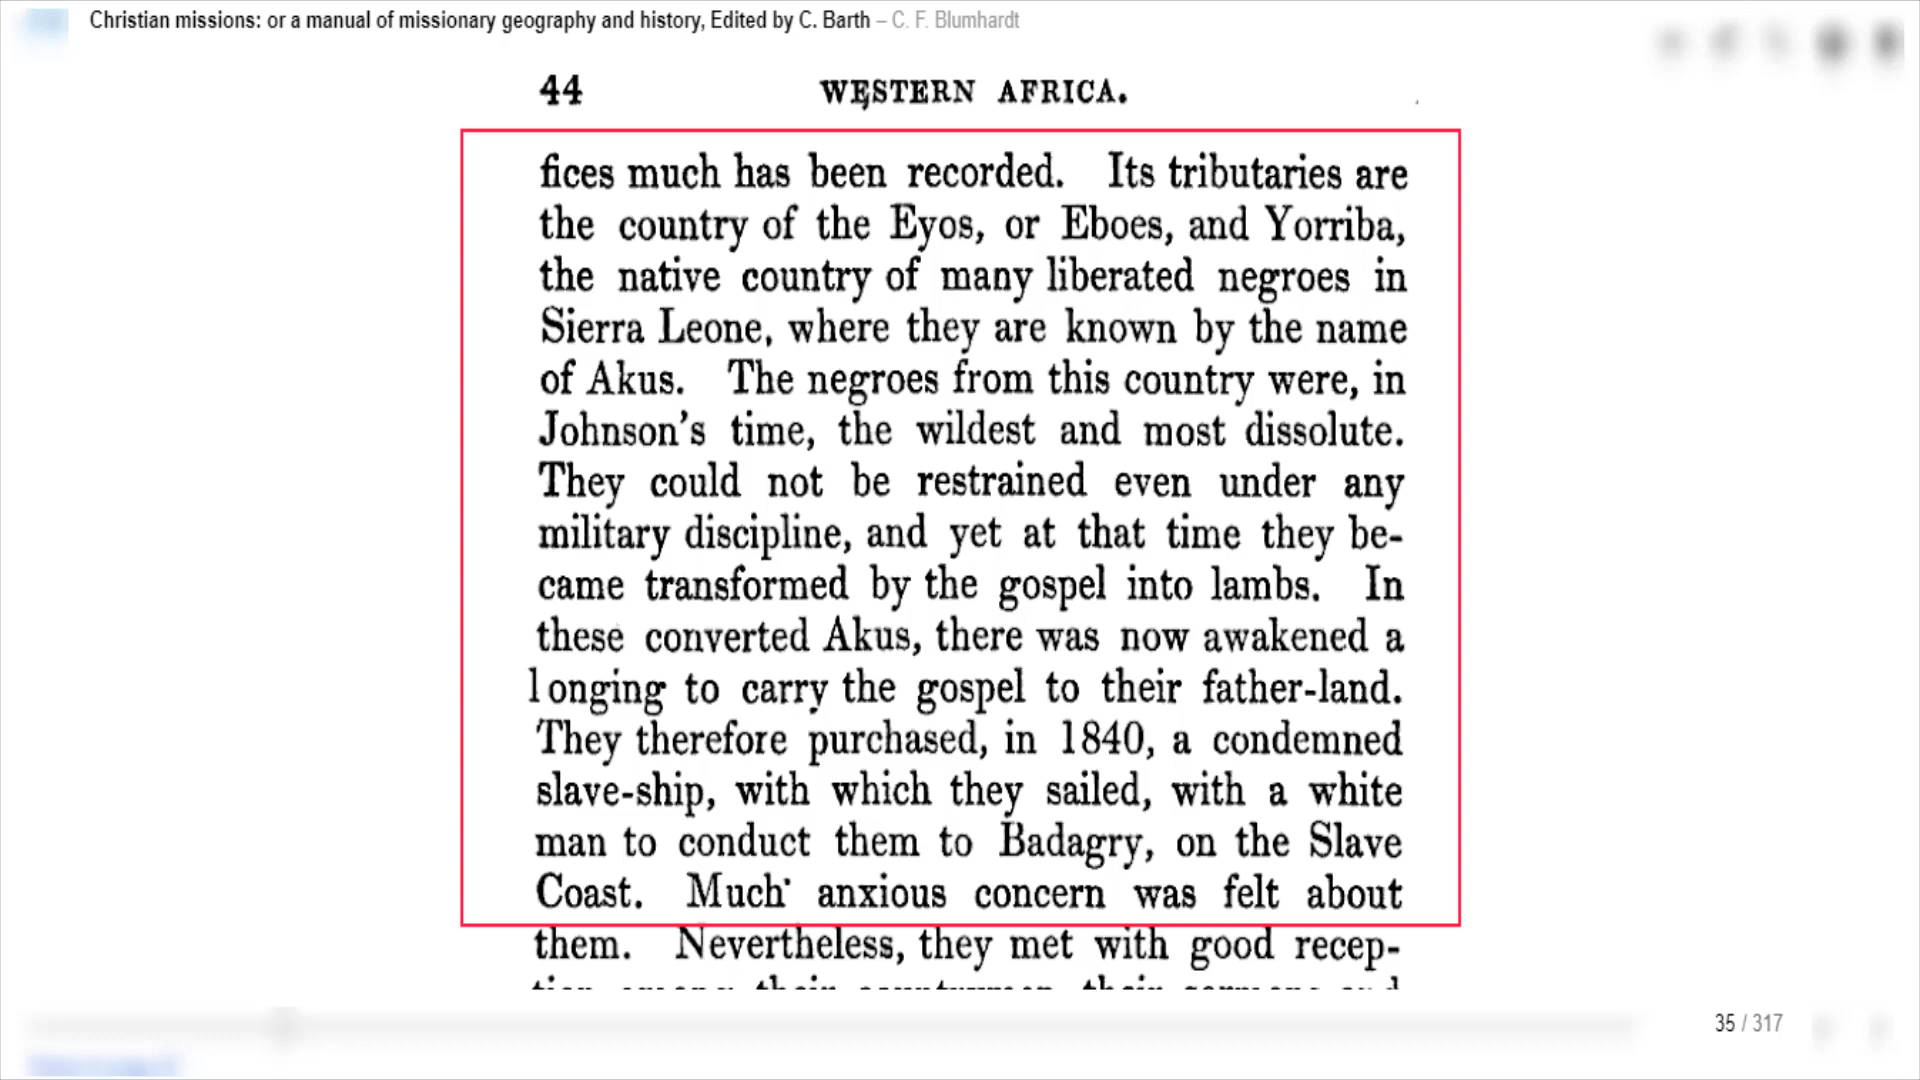 Christian missions: or a manual of missionary geography and history, Edited by C. Barth – C. F. Blumhardt
44 WESTERN AFRICA.
fices much has been recorded. Its tributaries are
the country of the Eyos, or Eboes, and Yorriba,
the native country of many liberated negroes in
Sierra Leone, where they are known by the name
of Akus. The negroes from this country were, in
Johnson's time, the wildest and most dissolute.
They could not be restrained even under any
military discipline, and yet at that time they be-
came transformed by the gospel into lambs. In
these converted Akus, there was now awakened a
longing to carry the gospel to their father-land.
They therefore purchased, in 1840, a condemned
slave-ship, with which they sailed, with a white
man to conduct them to Badagry, on the Slave
Coast. Much anxious concern was felt about
them. Nevertheless, they met with good recep-
35 / 317